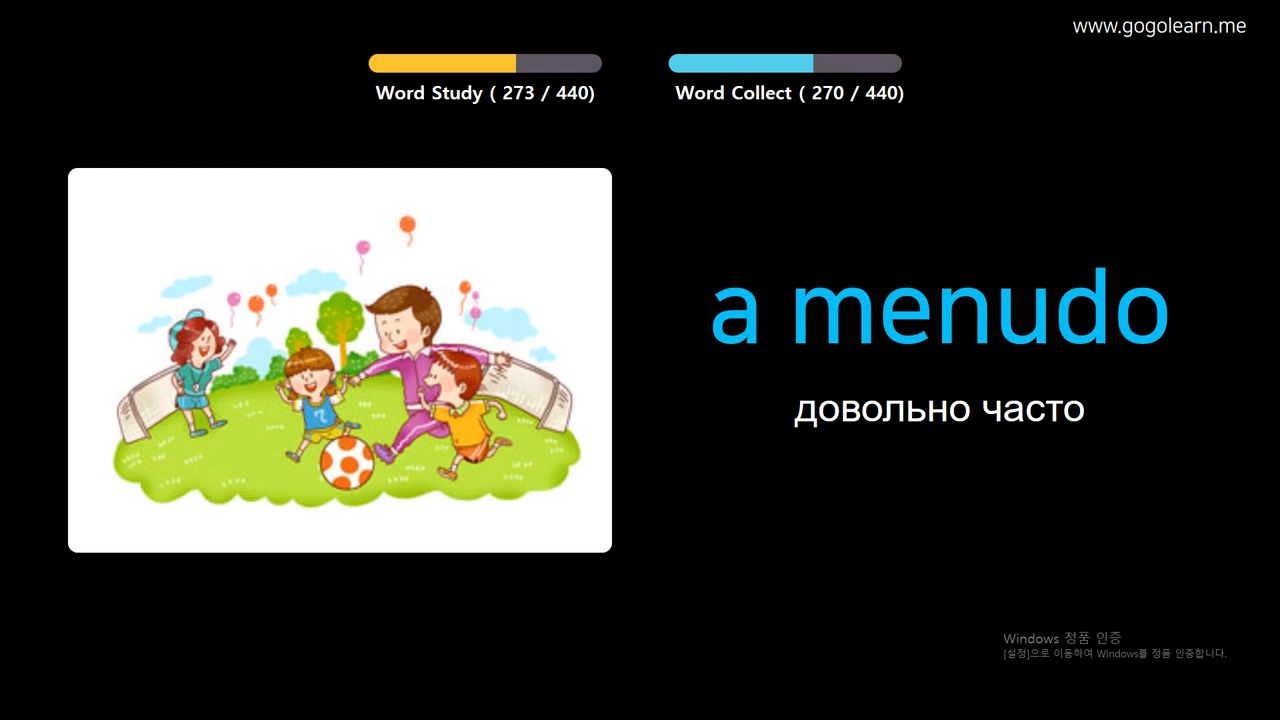 www.gogolearn.me
Word Study ( 273 / 440)
Word Collect ( 270 / 440)
a menudo
довольно часто
7
Windows 정품 인증
[설정]으로 이동하여 Windows를 정품 인증합니다.